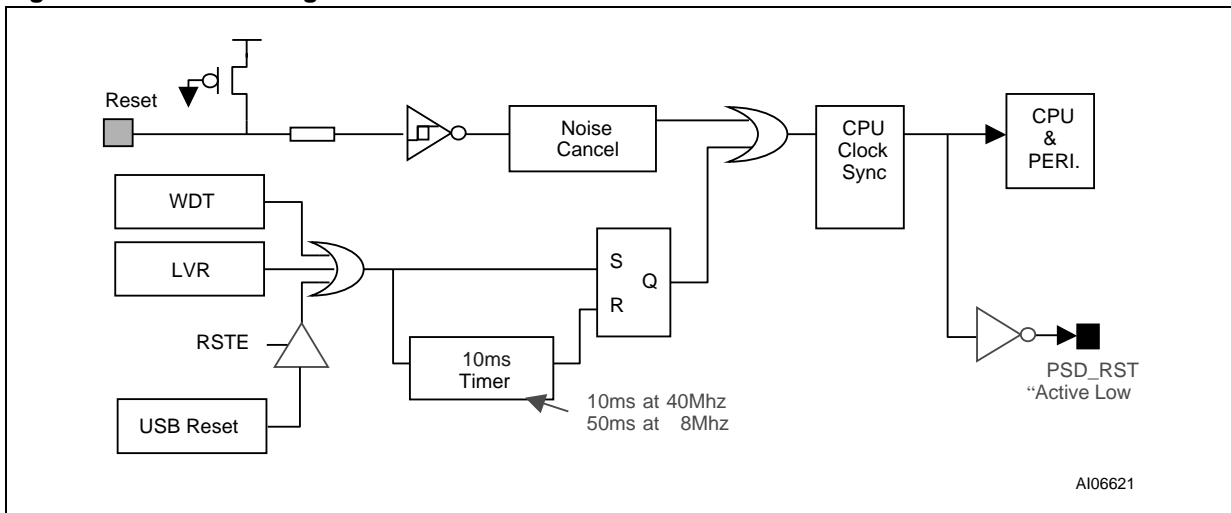 Reset
Noise
Cancel
CPU
Clock
Sync
CPU
&
PERI.
WDT
LVR
RSTE
USB Reset
S
Q
R
10ms
Timer
10ms at 40Mhz
50ms at 8Mhz
PSD_RST
“Active Low
AI06621